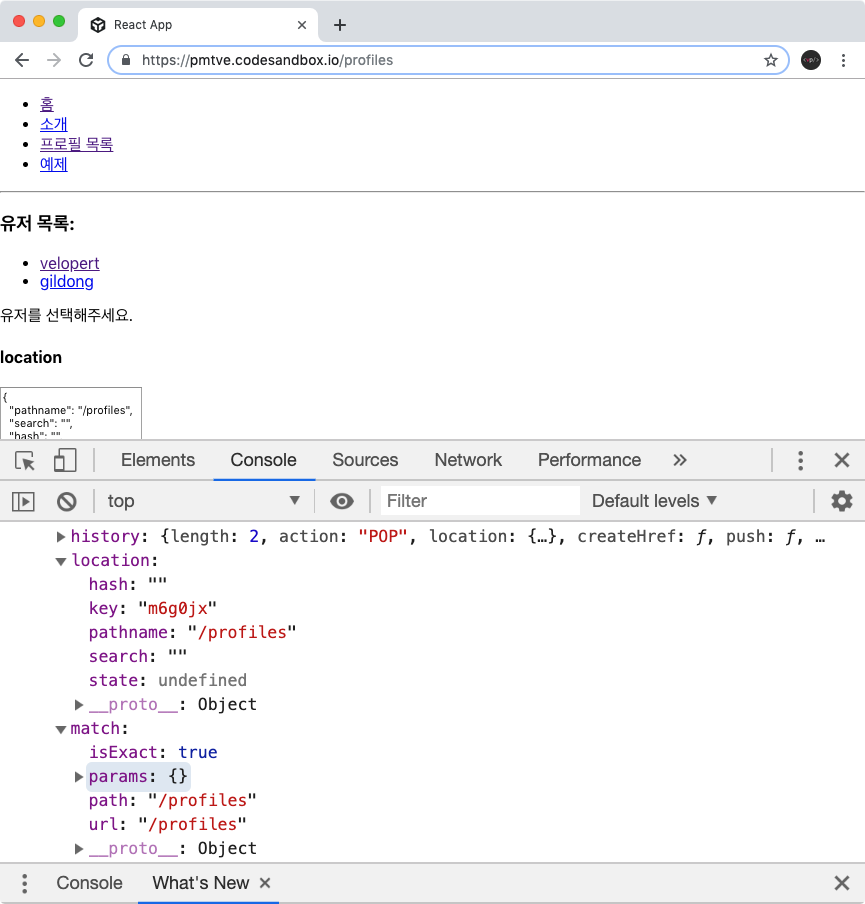 React App
https://pmtve.codesandbox.io/profiles
홈
소개
프로필 목록
예제
유저 목록:
velopert
gildong
유저를 선택해주세요.
location
{
"pathname": "/profiles",
"search": "",
"hash": ""
Elements Console Sources Network Performance »
top Filter Default levels
history: {length: 2, action: "POP", location: {…}, createHref: ƒ, push: ƒ, …
location:
hash: ""
key: "m6g0jx"
pathname: "/profiles"
search: ""
state: undefined
__proto__: Object
match:
isExact: true
params: {}
path: "/profiles"
url: "/profiles"
__proto__: Object
Console What's New